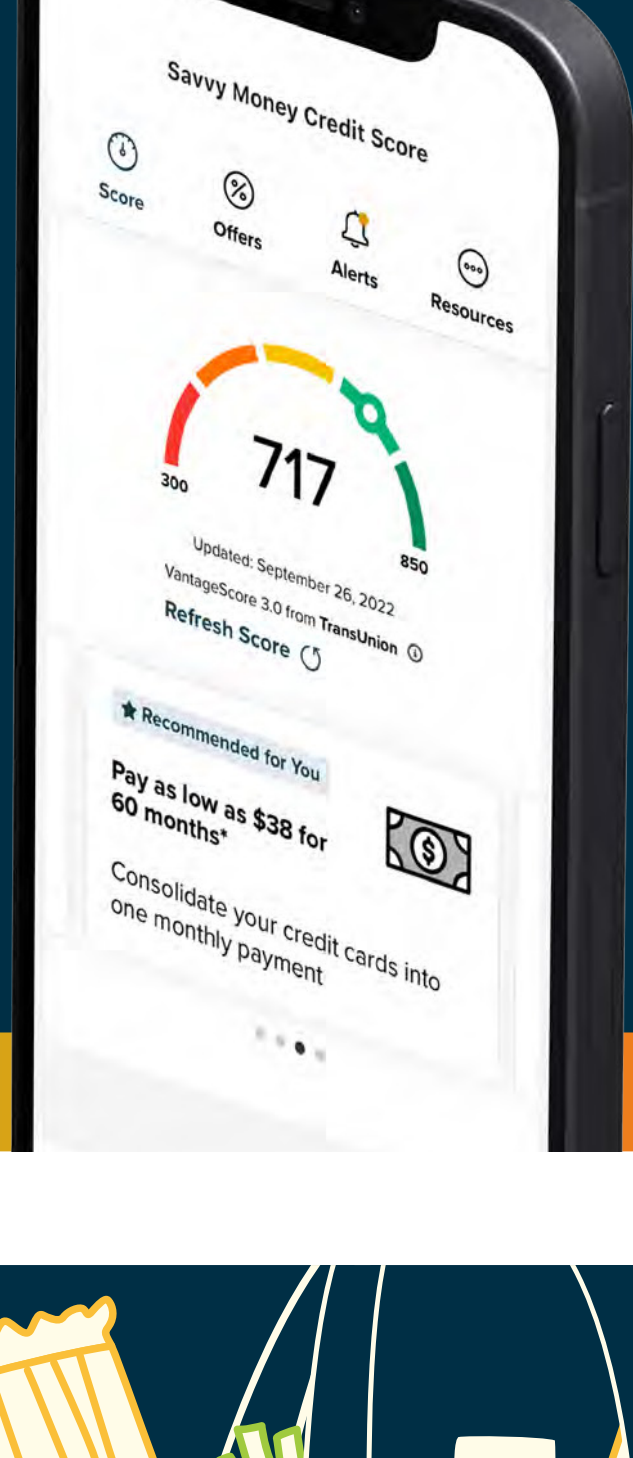 Savvy Money Credit Score
Score
Offers
Alerts
Resources
717
300
850
Updated: September 26, 2022
VantageScore 3.0 from TransUnion
Refresh Score
Recommended for You
Pay as low as $38 for
60 months*
Consolidate your credit cards into
one monthly payment